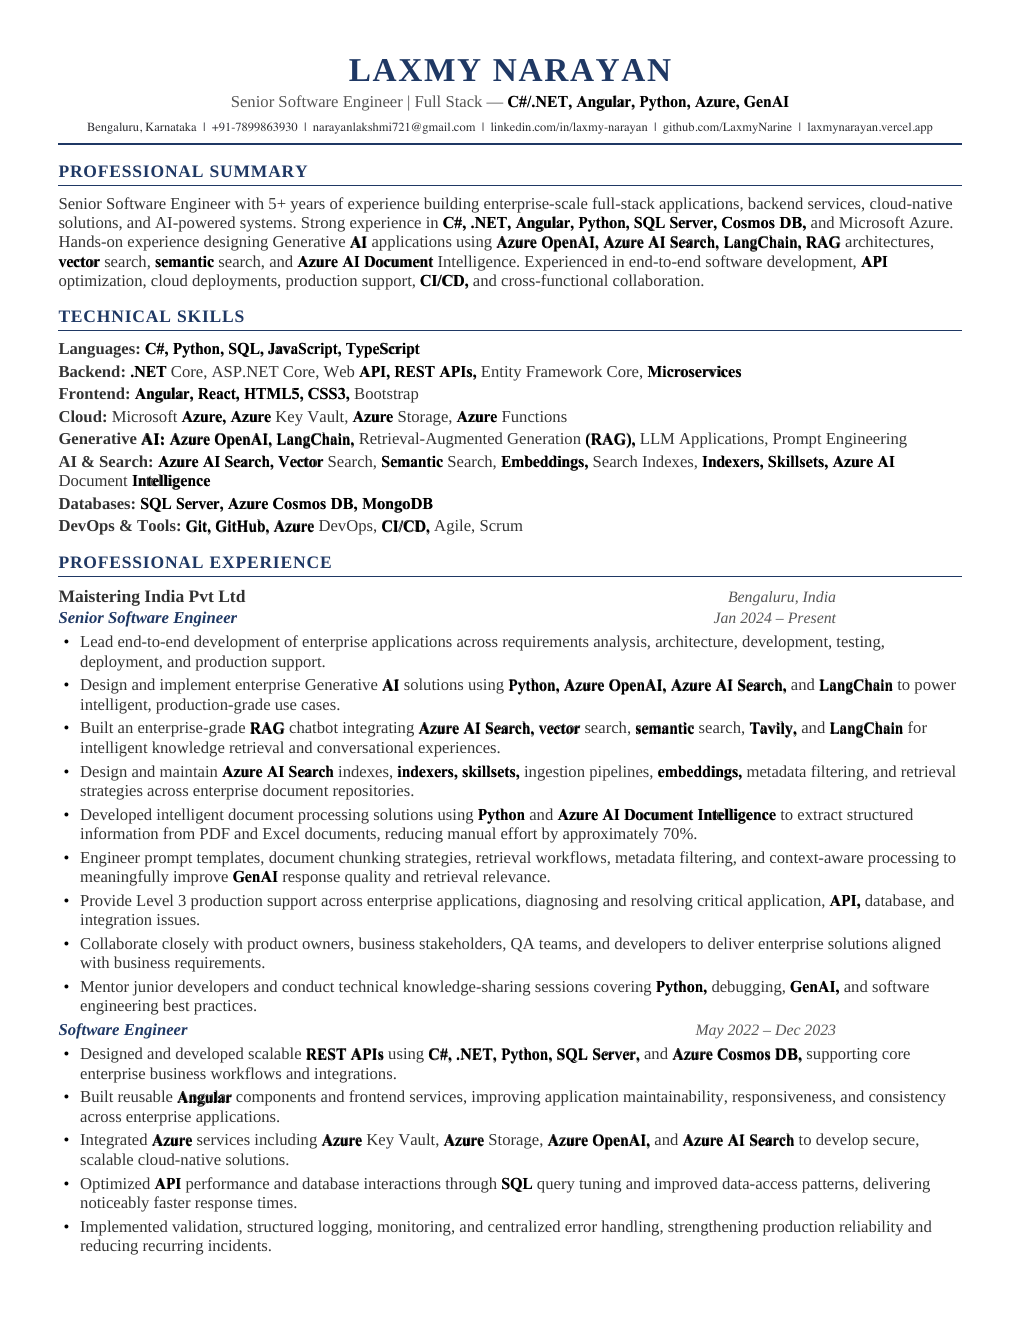 LAXMY NARAYAN
Senior Software Engineer | Full Stack — C#/.NET, Angular, Python, Azure, GenAI
Bengaluru, Karnataka | +91-7899863930 | narayanlakshmi721@gmail.com | linkedin.com/in/laxmy-narayan | github.com/LaxmyNarine | laxmynarayan.vercel.app
PROFESSIONAL SUMMARY
Senior Software Engineer with 5+ years of experience building enterprise-scale full-stack applications, backend services, cloud-native
solutions, and AI-powered systems. Strong experience in C#, .NET, Angular, Python, SQL Server, Cosmos DB, and Microsoft Azure.
Hands-on experience designing Generative AI applications using Azure OpenAI, Azure AI Search, LangChain, RAG architectures,
vector search, semantic search, and Azure AI Document Intelligence. Experienced in end-to-end software development, API
optimization, cloud deployments, production support, CI/CD, and cross-functional collaboration.
TECHNICAL SKILLS
Languages: C#, Python, SQL, JavaScript, TypeScript
Backend: .NET Core, ASP.NET Core, Web API, REST APIs, Entity Framework Core, Microservices
Frontend: Angular, React, HTML5, CSS3, Bootstrap
Cloud: Microsoft Azure, Azure Key Vault, Azure Storage, Azure Functions
Generative AI: Azure OpenAI, LangChain, Retrieval-Augmented Generation (RAG), LLM Applications, Prompt Engineering
AI & Search: Azure AI Search, Vector Search, Semantic Search, Embeddings, Search Indexes, Indexers, Skillsets, Azure AI
Document Intelligence
Databases: SQL Server, Azure Cosmos DB, MongoDB
DevOps & Tools: Git, GitHub, Azure DevOps, CI/CD, Agile, Scrum
PROFESSIONAL EXPERIENCE
Maistering India Pvt Ltd Bengaluru, India
Senior Software Engineer Jan 2024 – Present
• Lead end-to-end development of enterprise applications across requirements analysis, architecture, development, testing,
deployment, and production support.
• Design and implement enterprise Generative AI solutions using Python, Azure OpenAI, Azure AI Search, and LangChain to power
intelligent, production-grade use cases.
• Built an enterprise-grade RAG chatbot integrating Azure AI Search, vector search, semantic search, Tavily, and LangChain for
intelligent knowledge retrieval and conversational experiences.
• Design and maintain Azure AI Search indexes, indexers, skillsets, ingestion pipelines, embeddings, metadata filtering, and retrieval
strategies across enterprise document repositories.
• Developed intelligent document processing solutions using Python and Azure AI Document Intelligence to extract structured
information from PDF and Excel documents, reducing manual effort by approximately 70%.
• Engineer prompt templates, document chunking strategies, retrieval workflows, metadata filtering, and context-aware processing to
meaningfully improve GenAI response quality and retrieval relevance.
• Provide Level 3 production support across enterprise applications, diagnosing and resolving critical application, API, database, and
integration issues.
• Collaborate closely with product owners, business stakeholders, QA teams, and developers to deliver enterprise solutions aligned
with business requirements.
• Mentor junior developers and conduct technical knowledge-sharing sessions covering Python, debugging, GenAI, and software
engineering best practices.
Software Engineer May 2022 – Dec 2023
• Designed and developed scalable REST APIs using C#, .NET, Python, SQL Server, and Azure Cosmos DB, supporting core
enterprise business workflows and integrations.
• Built reusable Angular components and frontend services, improving application maintainability, responsiveness, and consistency
across enterprise applications.
• Integrated Azure services including Azure Key Vault, Azure Storage, Azure OpenAI, and Azure AI Search to develop secure,
scalable cloud-native solutions.
• Optimized API performance and database interactions through SQL query tuning and improved data-access patterns, delivering
noticeably faster response times.
• Implemented validation, structured logging, monitoring, and centralized error handling, strengthening production reliability and
reducing recurring incidents.